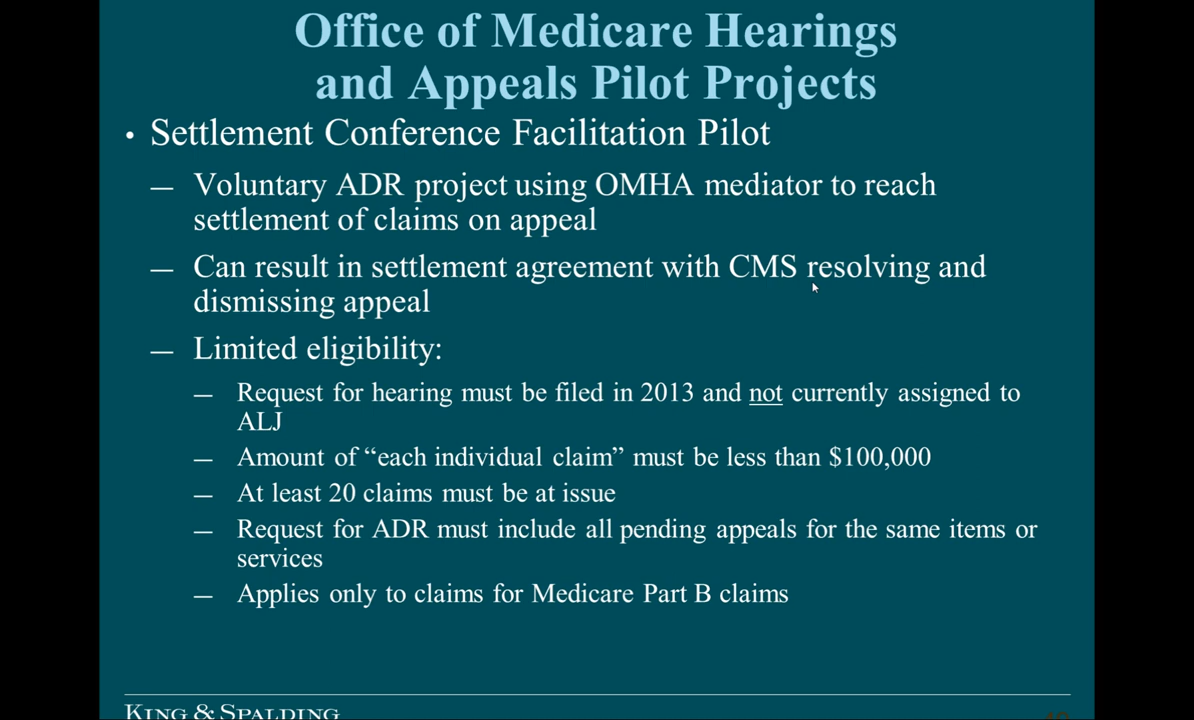 Office of Medicare Hearings
and Appeals Pilot Projects
• Settlement Conference Facilitation Pilot
— Voluntary ADR project using OMHA mediator to reach
settlement of claims on appeal
— Can result in settlement agreement with CMS resolving and
dismissing appeal
— Limited eligibility:
— Request for hearing must be filed in 2013 and not currently assigned to
ALJ
— Amount of “each individual claim” must be less than $100,000
— At least 20 claims must be at issue
— Request for ADR must include all pending appeals for the same items or
services
— Applies only to claims for Medicare Part B claims
KING & SPALDING